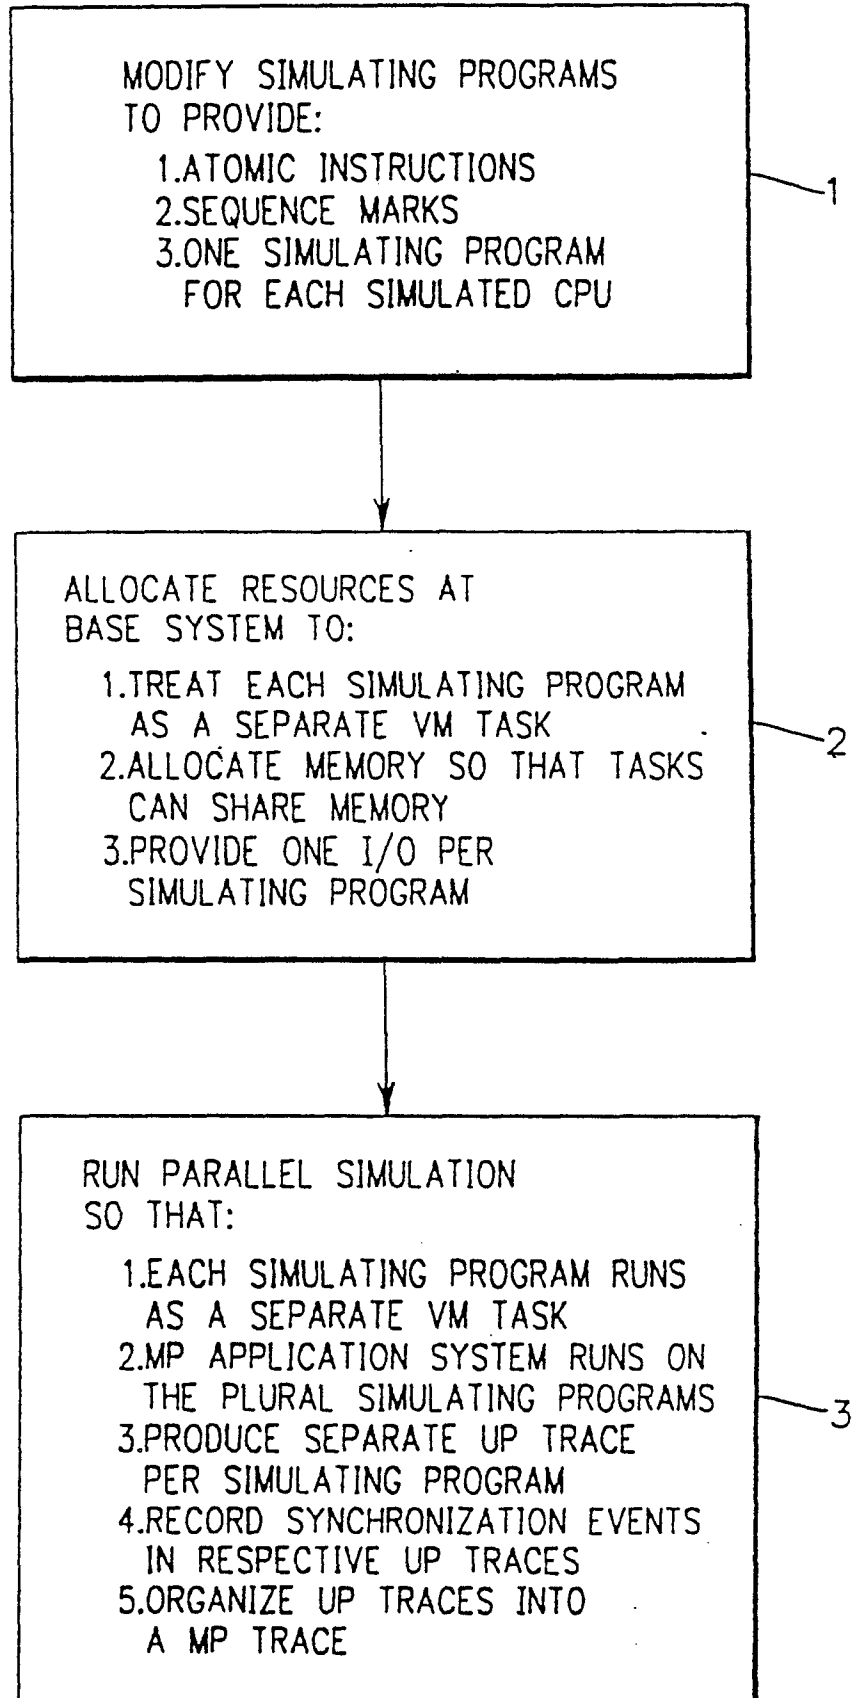 MODIFY SIMULATING PROGRAMS
TO PROVIDE:
1.ATOMIC INSTRUCTIONS
2.SEQUENCE MARKS
3.ONE SIMULATING PROGRAM
FOR EACH SIMULATED CPU
1
ALLOCATE RESOURCES AT
BASE SYSTEM TO:
1.TREAT EACH SIMULATING PROGRAM
AS A SEPARATE VM TASK
2.ALLOCATE MEMORY SO THAT TASKS
CAN SHARE MEMORY
3.PROVIDE ONE I/O PER
SIMULATING PROGRAM
2
RUN PARALLEL SIMULATION
SO THAT:
1.EACH SIMULATING PROGRAM RUNS
AS A SEPARATE VM TASK
2.MP APPLICATION SYSTEM RUNS ON
THE PLURAL SIMULATING PROGRAMS
3.PRODUCE SEPARATE UP TRACE
PER SIMULATING PROGRAM
4.RECORD SYNCHRONIZATION EVENTS
IN RESPECTIVE UP TRACES
5.ORGANIZE UP TRACES INTO
A MP TRACE
3